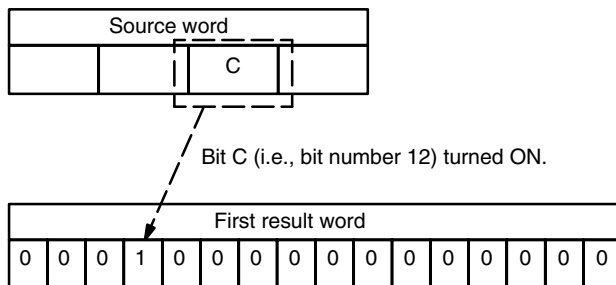 Source word
C
Bit C (i.e., bit number 12) turned ON.
First result word
0 0 0 1 0 0 0 0 0 0 0 0 0 0 0 0